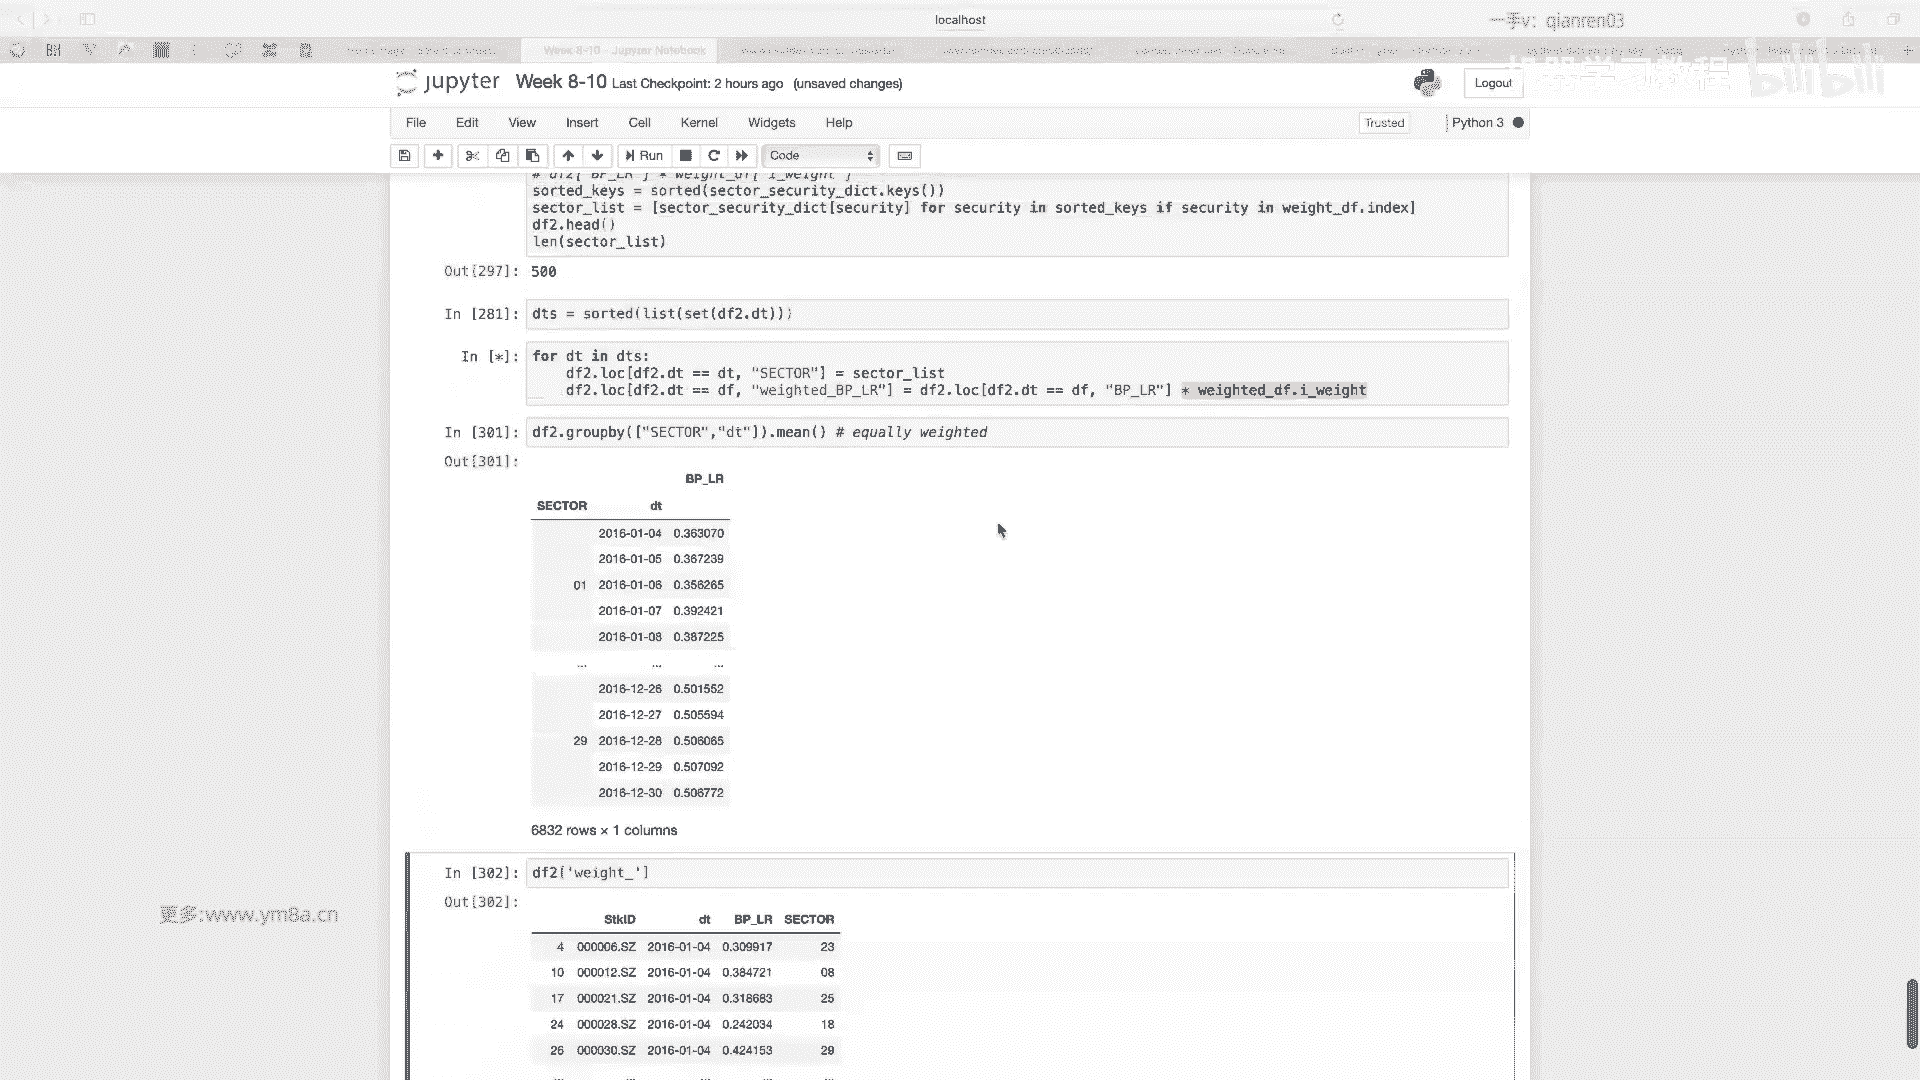 localhost
一手v: qianren03
Week 8-10 - Jupyter Notebook
机器学习教程 bilibili
jupyter Week 8-10 Last Checkpoint: 2 hours ago (unsaved changes)
Logout
File Edit View Insert Cell Kernel Widgets Help
Trusted Python 3
Run Code
# df2['BP_LR'] * weight_df['i_weight']
sorted_keys = sorted(sector_security_dict.keys())
sector_list = [sector_security_dict[security] for security in sorted_keys if security in weight_df.index]
df2.head()
len(sector_list)
Out[297]: 500
In [281]: dts = sorted(list(set(df2.dt)))
In [*]: for dt in dts:
df2.loc[df2.dt == dt, "SECTOR"] = sector_list
df2.loc[df2.dt == df, "weighted_BP_LR"] = df2.loc[df2.dt == df, "BP_LR"] * weighted_df.i_weight
In [301]: df2.groupby(["SECTOR","dt"]).mean() # equally weighted
Out[301]:
BP_LR
SECTOR dt
2016-01-04 0.363070
2016-01-05 0.367239
01 2016-01-06 0.356265
2016-01-07 0.392421
2016-01-08 0.387225
... ... ...
2016-12-26 0.501552
2016-12-27 0.505594
29 2016-12-28 0.506065
2016-12-29 0.507092
2016-12-30 0.506772
6832 rows × 1 columns
In [302]: df2['weight_']
Out[302]:
StkID dt BP_LR SECTOR
4 000006.SZ 2016-01-04 0.309917 23
10 000012.SZ 2016-01-04 0.384721 08
17 000021.SZ 2016-01-04 0.318683 25
24 000028.SZ 2016-01-04 0.242034 18
26 000030.SZ 2016-01-04 0.424153 29
更多:www.ym8a.cn